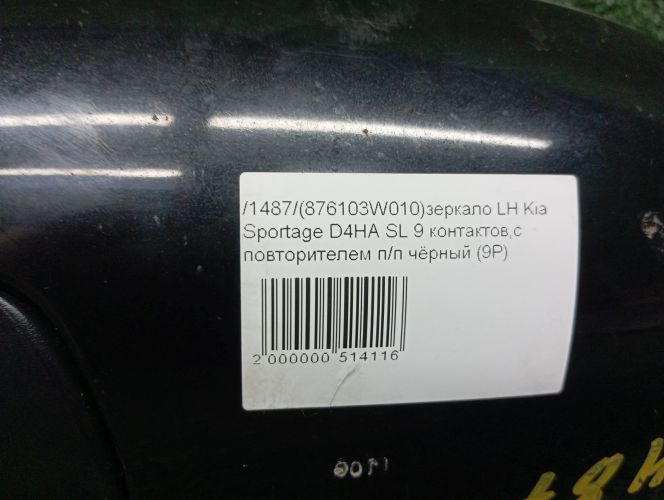 /1487/(876103W010)зеркало LH Kia
Sportage D4HA SL 9 контактов,с
повторителем п/п чёрный (9P)
2 000000 514116